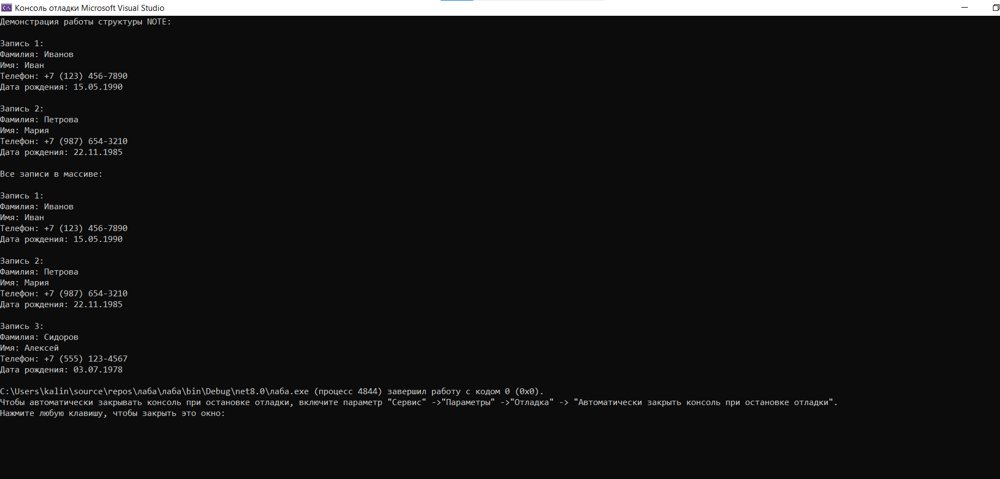 Консоль отладки Microsoft Visual Studio
Демонстрация работы структуры NOTE:
Запись 1:
Фамилия: Иванов
Имя: Иван
Телефон: +7 (123) 456-7890
Дата рождения: 15.05.1990
Запись 2:
Фамилия: Петрова
Имя: Мария
Телефон: +7 (987) 654-3210
Дата рождения: 22.11.1985
Все записи в массиве:
Запись 1:
Фамилия: Иванов
Имя: Иван
Телефон: +7 (123) 456-7890
Дата рождения: 15.05.1990
Запись 2:
Фамилия: Петрова
Имя: Мария
Телефон: +7 (987) 654-3210
Дата рождения: 22.11.1985
Запись 3:
Фамилия: Сидоров
Имя: Алексей
Телефон: +7 (555) 123-4567
Дата рождения: 03.07.1978
C:\Users\kalin\source\repos\лаба\лаба\bin\Debug\net8.0\лаба.exe (процесс 4844) завершил работу с кодом 0 (0x0).
Чтобы автоматически закрывать консоль при остановке отладки, включите параметр "Сервис" ->"Параметры" ->"Отладка" -> "Автоматически закрыть консоль при остановке отладки".
Нажмите любую клавишу, чтобы закрыть это окно: